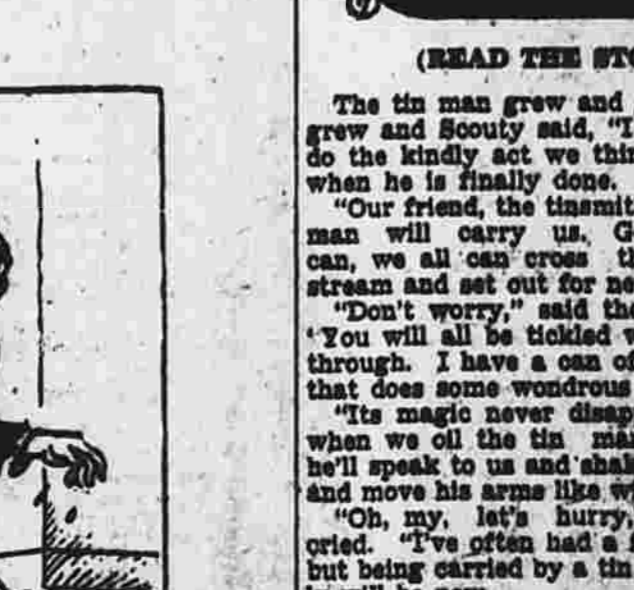 (READ THE STO
The tin man grew and
grew and Scouty said, "I
do the kindly act we thin
when he is finally done.
"Our friend, the tinsmit
man will carry us. G
can, we all can cross th
stream and set out for ne
"Don't worry," said the
'You will all be tickled w
through. I have a can of
that does some wondrous
"Its magic never disap
when we oil the tin man
he'll speak to us and shak
and move his arms like w
"Oh, my, let's hurry,
cried. "I've often had a
but being carried by a tin